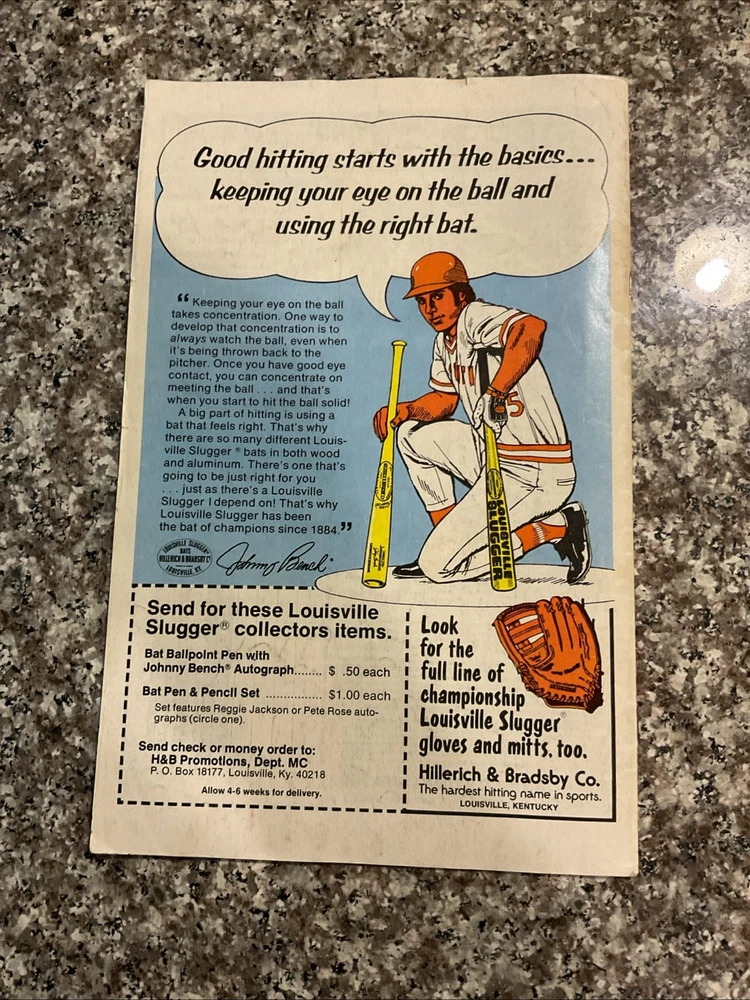 Good hitting starts with the basics...
keeping your eye on the ball and
using the right bat.
“Keeping your eye on the ball
takes concentration. One way to
develop that concentration is to
always watch the ball, even when
it's being thrown back to the
pitcher. Once you have good eye
contact, you can concentrate on
meeting the ball . . . and that's
when you start to hit the ball solid!
A big part of hitting is using a
bat that feels right. That's why
there are so many different Louis-
ville Slugger ® bats in both wood
and aluminum. There's one that's
going to be just right for you
. . . just as there's a Louisville
Slugger I depend on! That's why
Louisville Slugger has been
the bat of champions since 1884.”
LOUISVILLE SLUGGER®
BATS
HILLERICH & BRADSBY Co
LOUISVILLE, KY.
Johnny Bench
5
LOUISVILLE
SLUGGER
Send for these Louisville
Slugger® collectors items.
Bat Ballpoint Pen with
Johnny Bench® Autograph........ $ .50 each
Bat Pen & Pencil Set ............... $1.00 each
Set features Reggie Jackson or Pete Rose auto-
graphs (circle one).
Send check or money order to:
H&B Promotions, Dept. MC
P. O. Box 18177, Louisville, Ky. 40218
Allow 4-6 weeks for delivery.
Look
for the
full line of
championship
Louisville Slugger®
gloves and mitts, too.
Hillerich & Bradsby Co.
The hardest hitting name in sports.
LOUISVILLE, KENTUCKY